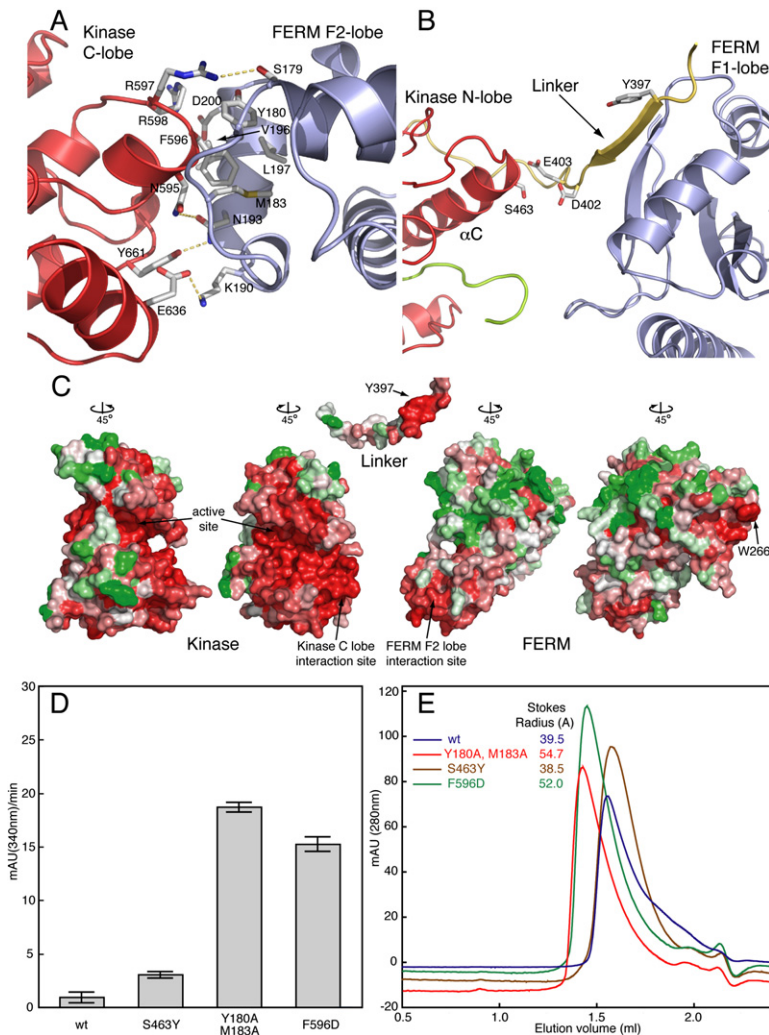 A
Kinase
C-lobe
FERM F2-lobe
R597
S179
R598
D200
Y180
F596
V196
L197
N595
M183
N193
Y661
K190
E636
B
FERM
F1-lobe
Y397
Linker
Kinase N-lobe
E403
S463
D402
αC
C
Y397
45°
45°
Linker
45°
45°
active
site
W266
Kinase
Kinase C lobe
interaction site
FERM F2 lobe
interaction site
FERM
D
mAU(340nm)/min
20
15
10
5
0
wt
S463Y
Y180A
M183A
F596D
E
Stokes
Radius (A)
wt 39.5
Y180A, M183A 54.7
S463Y 38.5
F596D 52.0
mAU (280nm)
120
100
80
60
40
20
0
-20
0.5
1.0
1.5
2.0
Elution volume (ml)